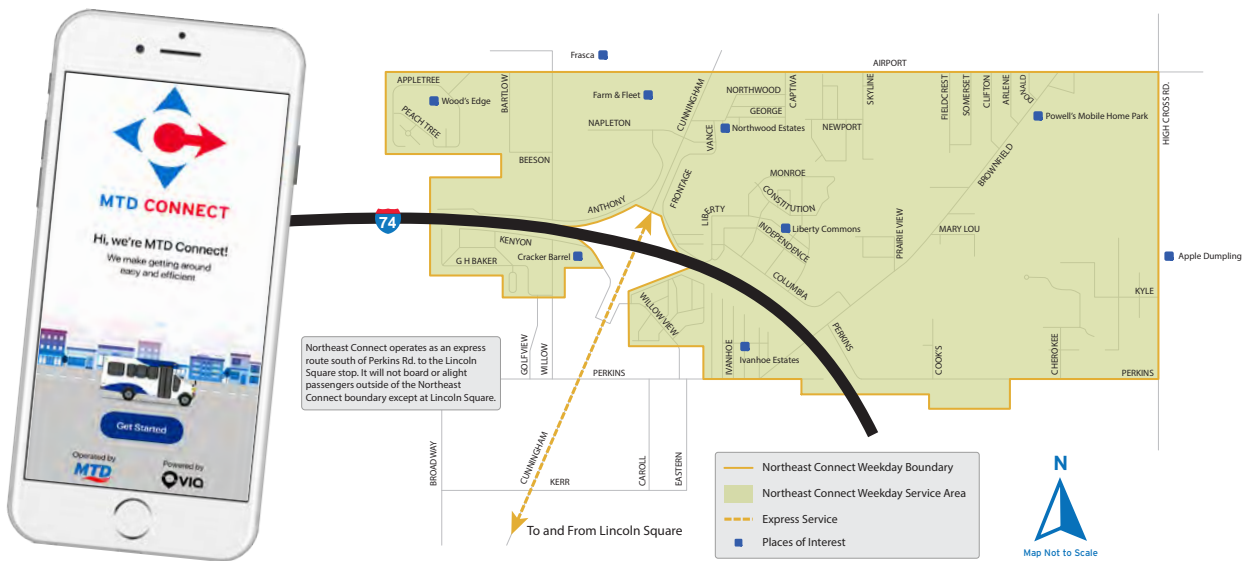 MTD CONNECT
Hi, we're MTD Connect!
We make getting around
easy and efficient
Get Started
Operated by
MTD
Powered by
VIA
Frasca
AIRPORT
APPLETREE
Wood's Edge
PEACH TREE
BARTLOW
Farm & Fleet
NAPLETON
BEESON
CUNNINGHAM
VANCE
NORTHWOOD
GEORGE
CAPTIVA
Northwood Estates
NEWPORT
SKYLINE
FIELDCREST
SOMERSET
CLIFTON
ARLENE
DONALD
Powell's Mobile Home Park
HIGH CROSS RD.
BROWNFIELD
MONROE
CONSTITUTION
FRONTAGE
ANTHONY
LIBERTY
INDEPENDENCE
Liberty Commons
PRAIRIE VIEW
MARY LOU
74
KENYON
G H BAKER
Cracker Barrel
COLUMBIA
Apple Dumpling
KYLE
WILLOW VIEW
IVANHOE
Ivanhoe Estates
PERKINS
COOK'S
CHEROKEE
PERKINS
GOLFVIEW
WILLOW
PERKINS
Northeast Connect operates as an express
route south of Perkins Rd. to the Lincoln
Square stop. It will not board or alight
passengers outside of the Northeast
Connect boundary except at Lincoln Square.
BROADWAY
CUNNINGHAM
KERR
CAROLL
EASTERN
To and From Lincoln Square
Northeast Connect Weekday Boundary
Northeast Connect Weekday Service Area
Express Service
Places of Interest
N
Map Not to Scale